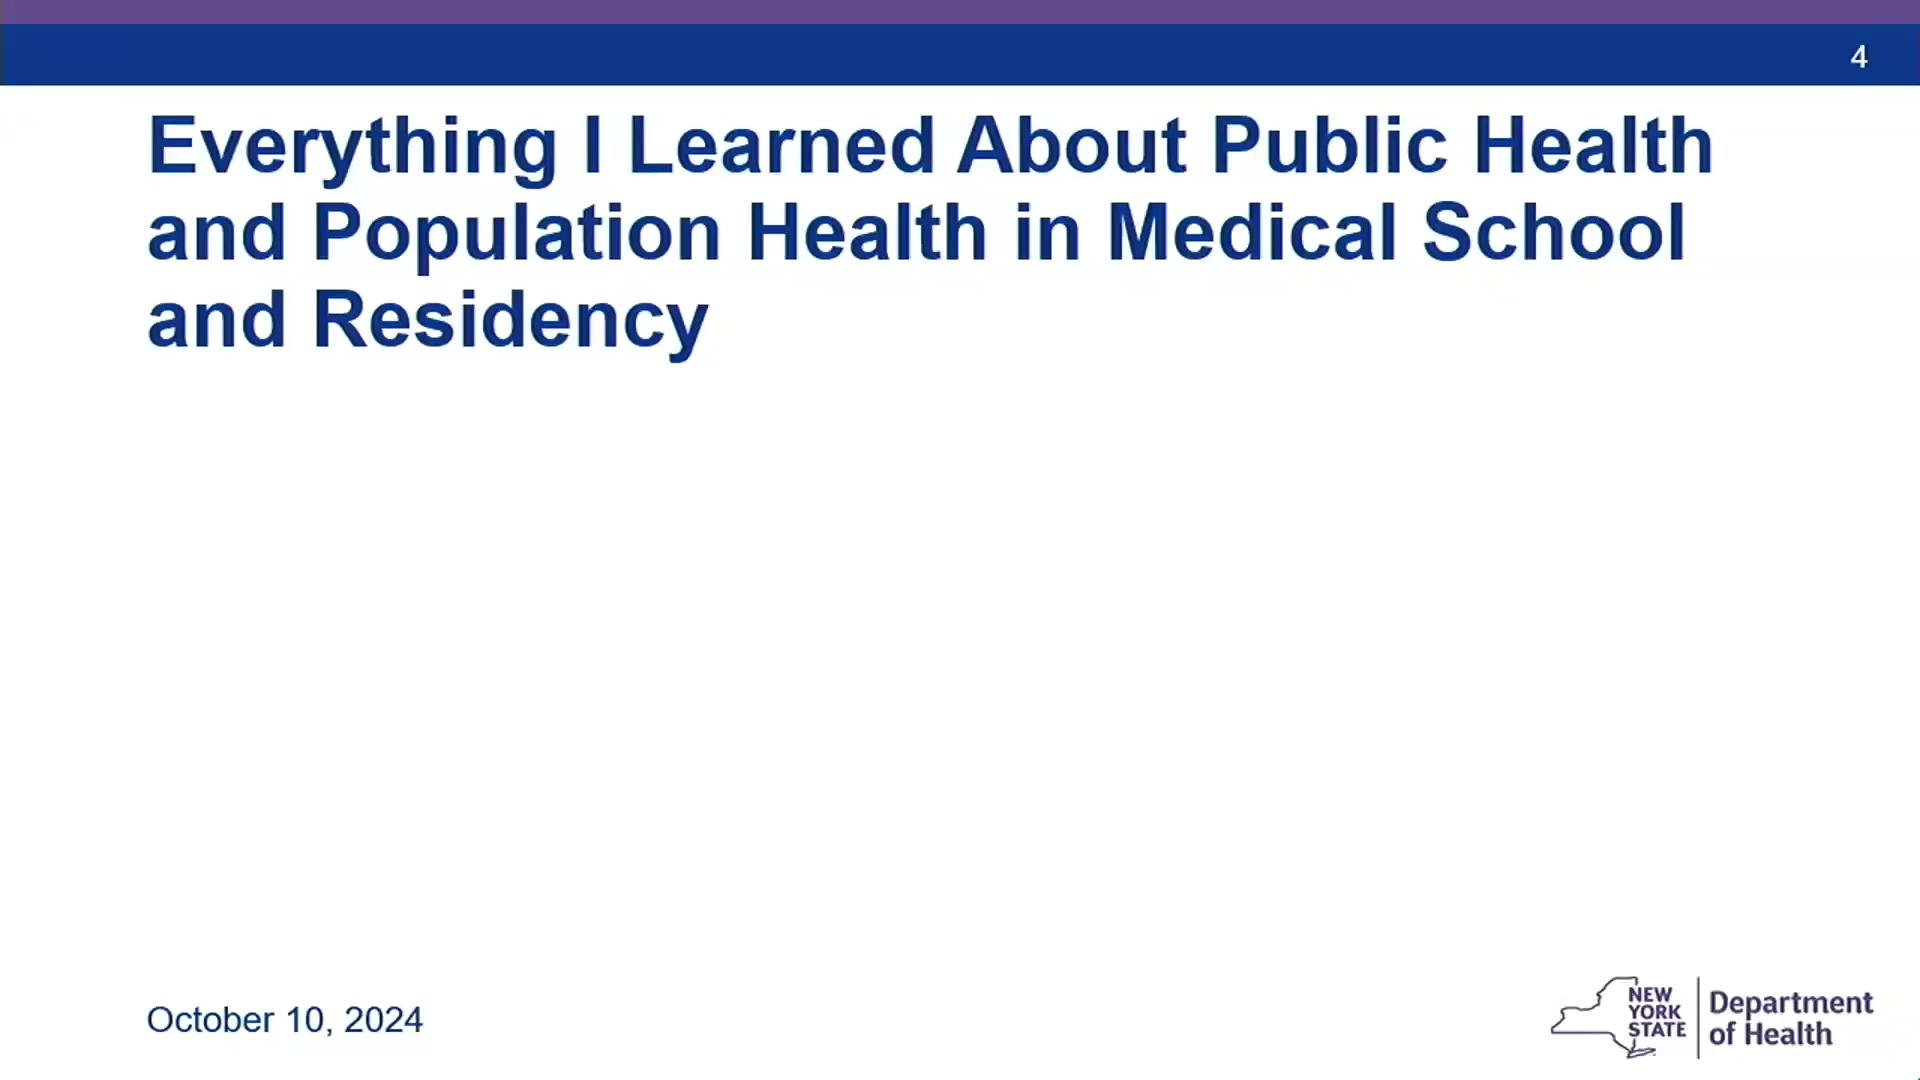 4
Everything I Learned About Public Health
and Population Health in Medical School
and Residency
October 10, 2024
NEW
YORK
STATE
Department
of Health